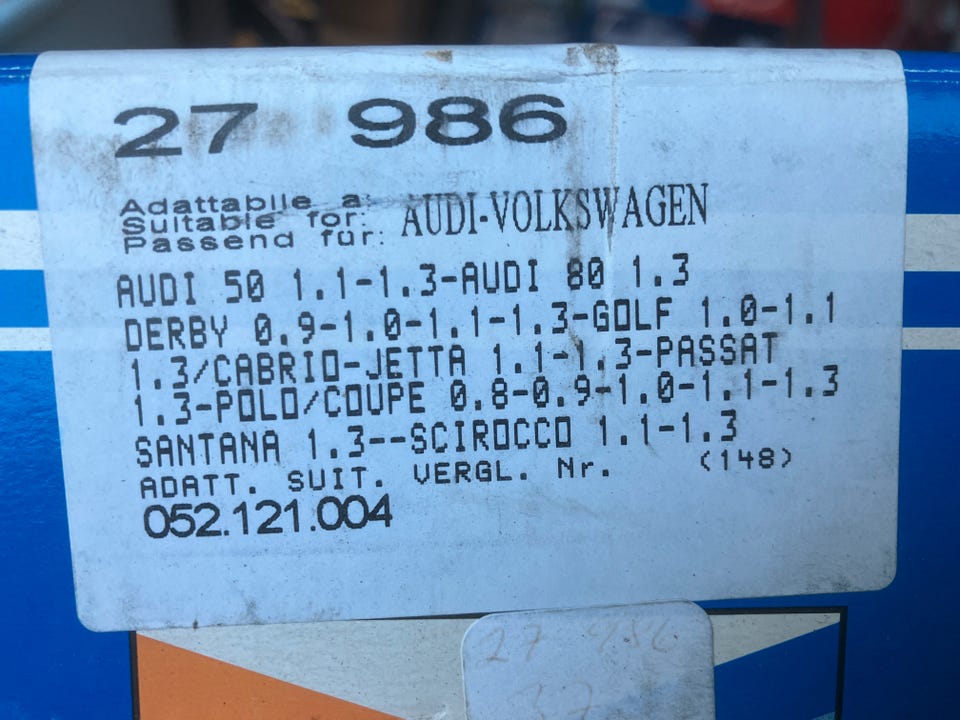 27 986
Adattabile a:
Suitable for: AUDI-VOLKSWAGEN
Passend für:
AUDI 50 1.1-1.3-AUDI 80 1.3
DERBY 0.9-1.0-1.1-1.3-GOLF 1.0-1.1
1.3/CABRIO-JETTA 1.1-1.3-PASSAT
1.3-POLO/COUPE 0.8-0.9-1.0-1.1-1.3
SANTANA 1.3--SCIROCCO 1.1-1.3
ADATT. SUIT. VERGL. Nr. (148)
052.121.004
27 986
27